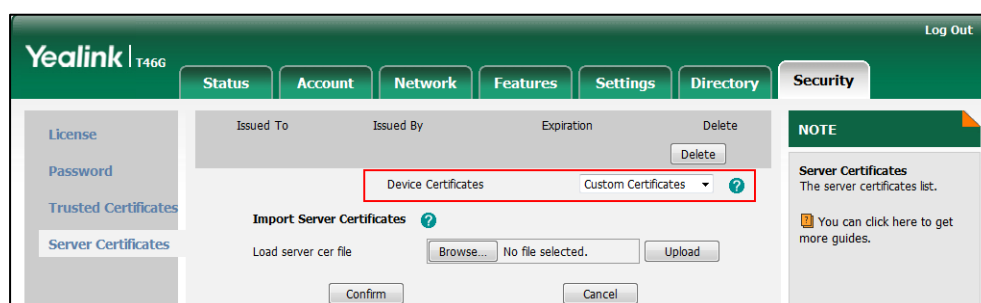 Log Out
Yealink T46G
Status Account Network Features Settings Directory Security
License
Password
Trusted Certificates
Server Certificates
Issued To Issued By Expiration Delete
Delete
Device Certificates Custom Certificates ?
Import Server Certificates ?
Load server cer file Browse... No file selected. Upload
Confirm Cancel
NOTE
Server Certificates
The server certificates list.
? You can click here to get
more guides.